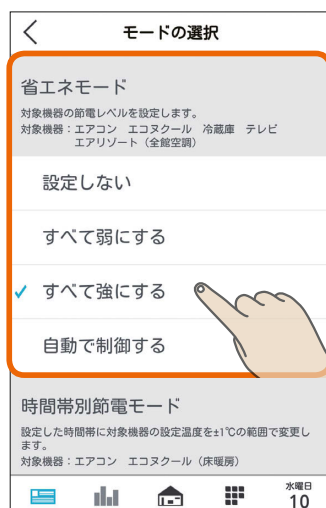 モードの選択
省エネモード
対象機器の節電レベルを設定します。
対象機器：エアコン　エコヌクール　冷蔵庫　テレビ
エアリゾート（全館空調）
設定しない
すべて弱にする
すべて強にする
自動で制御する
時間帯別節電モード
設定した時間帯に対象機器の設定温度を±1℃の範囲で変更し
ます。
対象機器：エアコン　エコヌクール（床暖房）
水曜日
10